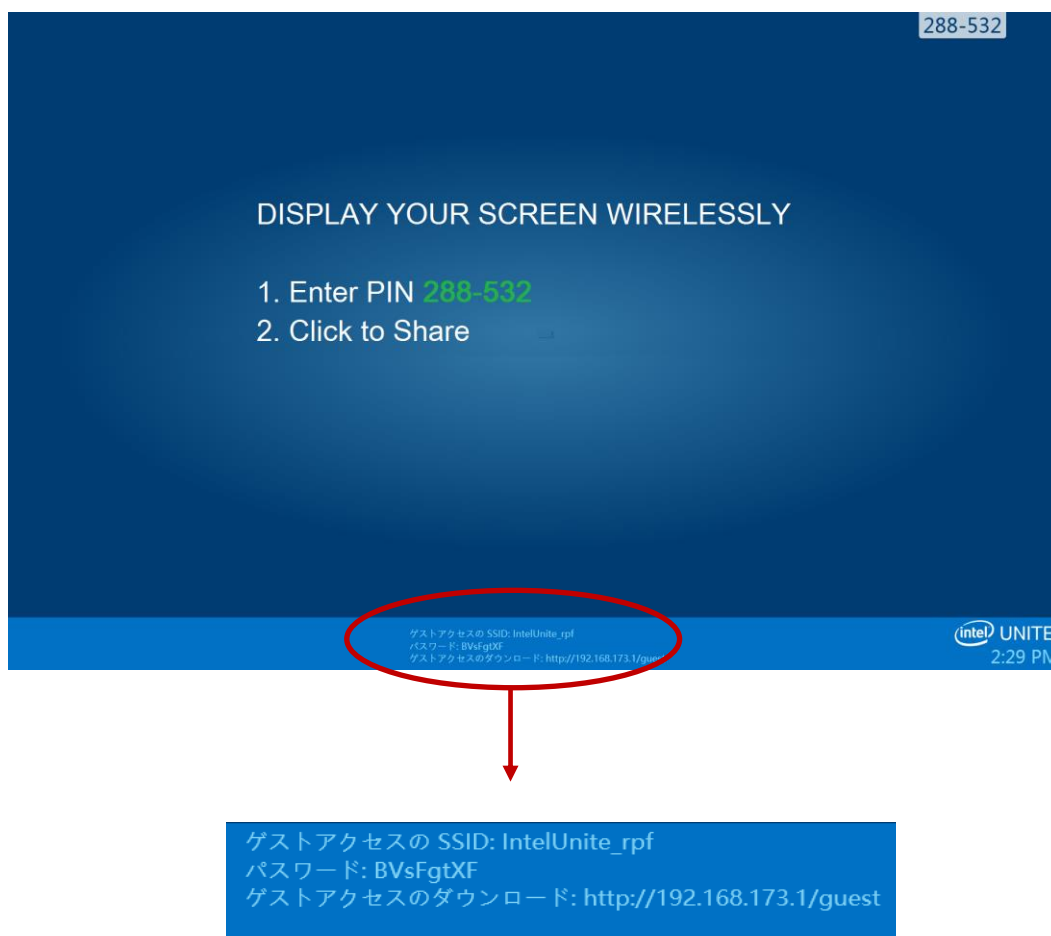 288-532
DISPLAY YOUR SCREEN WIRELESSLY
1. Enter PIN 288-532
2. Click to Share
ゲストアクセスの SSID: IntelUnite_rpf
パスワード: BVsFgtXF
ゲストアクセスのダウンロード: http://192.168.173.1/guest
intel UNITE
2:29 PM
ゲストアクセスの SSID: IntelUnite_rpf
パスワード: BVsFgtXF
ゲストアクセスのダウンロード: http://192.168.173.1/guest